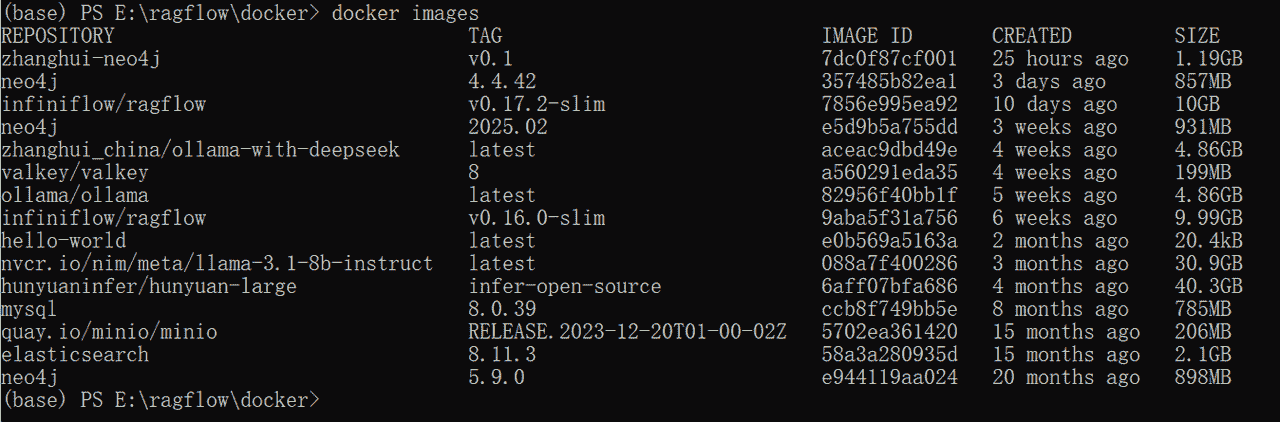 (base) PS E:\ragflow\docker> docker images
REPOSITORY TAG IMAGE ID CREATED SIZE
zhanghui-neo4j v0.1 7dc0f87cf001 25 hours ago 1.19GB
neo4j 4.4.42 357485b82ea1 3 days ago 857MB
infiniflow/ragflow v0.17.2-slim 7856e995ea92 10 days ago 10GB
neo4j 2025.02 e5d9b5a755dd 3 weeks ago 931MB
zhanghui_china/ollama-with-deepseek latest aceac9dbd49e 4 weeks ago 4.86GB
valkey/valkey 8 a560291eda35 4 weeks ago 199MB
ollama/ollama latest 82956f40bb1f 5 weeks ago 4.86GB
infiniflow/ragflow v0.16.0-slim 9aba5f31a756 6 weeks ago 9.99GB
hello-world latest e0b569a5163a 2 months ago 20.4kB
nvcr.io/nim/meta/llama-3.1-8b-instruct latest 088a7f400286 3 months ago 30.9GB
hunyuaninfer/hunyuan-large infer-open-source 6aff07bfa686 4 months ago 40.3GB
mysql 8.0.39 ccb8f749bb5e 8 months ago 785MB
quay.io/minio/minio RELEASE.2023-12-20T01-00-02Z 5702ea361420 15 months ago 206MB
elasticsearch 8.11.3 58a3a280935d 15 months ago 2.1GB
neo4j 5.9.0 e944119aa024 20 months ago 898MB
(base) PS E:\ragflow\docker>